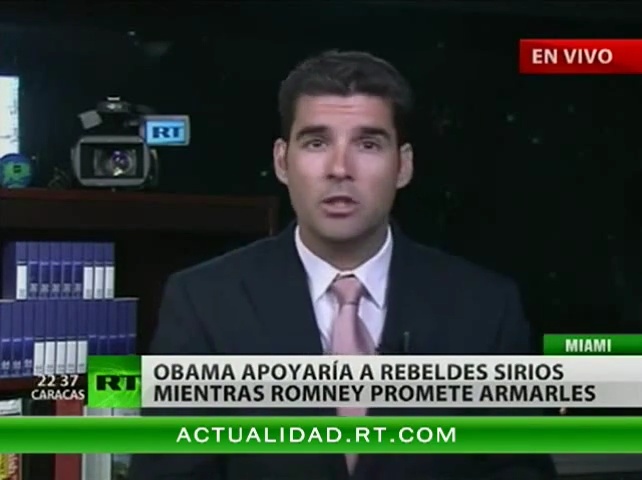 EN VIVO
RT
MIAMI
22:37
CARACAS
RT
OBAMA APOYARÍA A REBELDES SIRIOS
MIENTRAS ROMNEY PROMETE ARMARLES
ACTUALIDAD.RT.COM